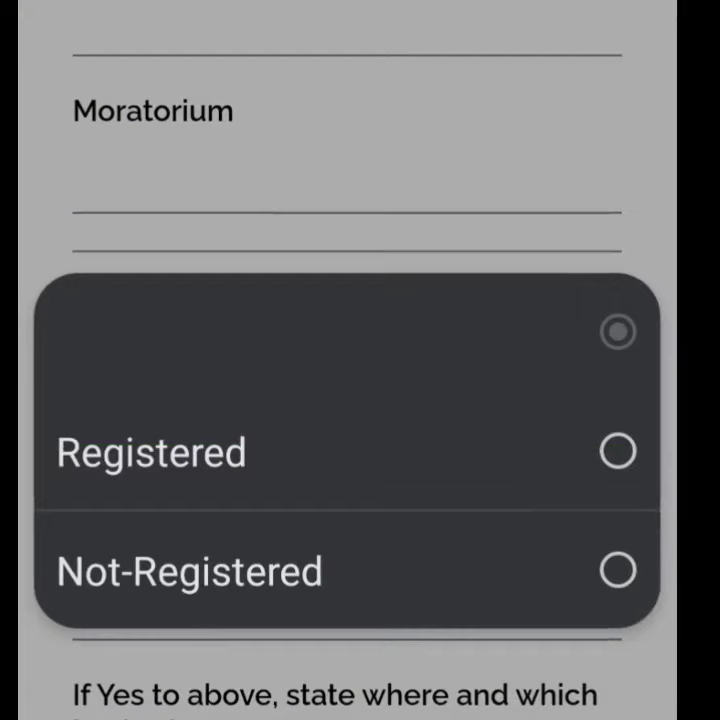 Moratorium
Registered
Not-Registered
If Yes to above, state where and which